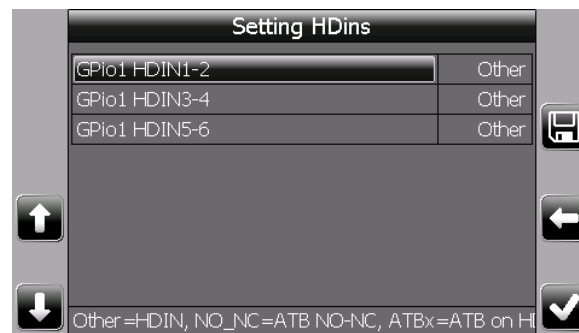 Setting HDins
GPio1 HDIN1-2 Other
GPio1 HDIN3-4 Other
GPio1 HDIN5-6 Other
Other=HDIN, NO_NC=ATB NO-NC, ATBx=ATB on